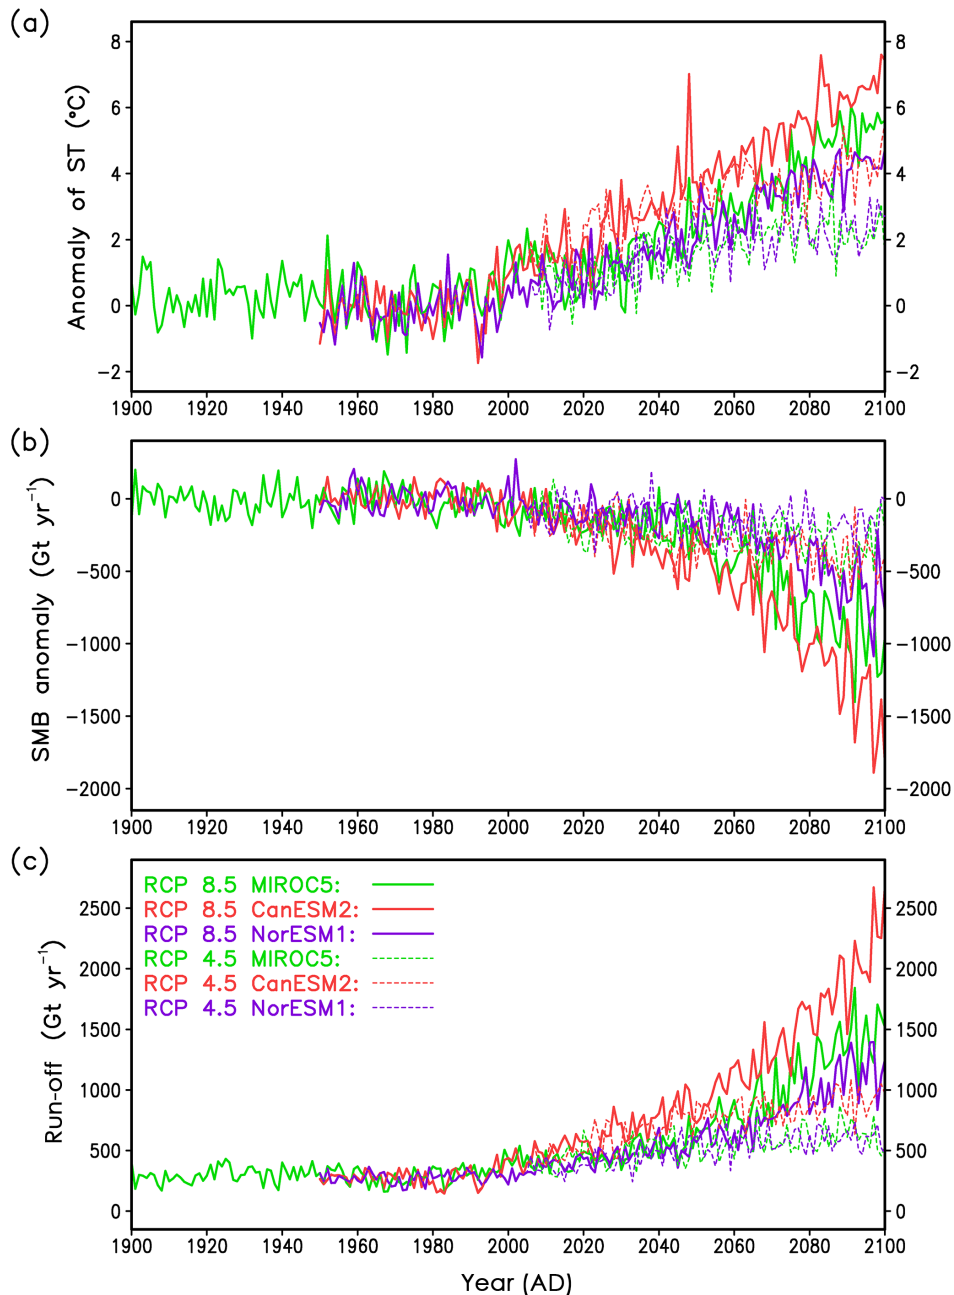 (a)
Anomaly of ST (°C)
8 8
6 6
4 4
2 2
0 0
−2 −2
1900 1920 1940 1960 1980 2000 2020 2040 2060 2080 2100
(b)
SMB anomaly (Gt yr⁻¹)
0 0
−500 −500
−1000 −1000
−1500 −1500
−2000 −2000
1900 1920 1940 1960 1980 2000 2020 2040 2060 2080 2100
(c)
Run-off (Gt yr⁻¹)
RCP 8.5 MIROC5:
RCP 8.5 CanESM2:
RCP 8.5 NorESM1:
RCP 4.5 MIROC5:
RCP 4.5 CanESM2:
RCP 4.5 NorESM1:
2500 2500
2000 2000
1500 1500
1000 1000
500 500
0 0
1900 1920 1940 1960 1980 2000 2020 2040 2060 2080 2100
Year (AD)